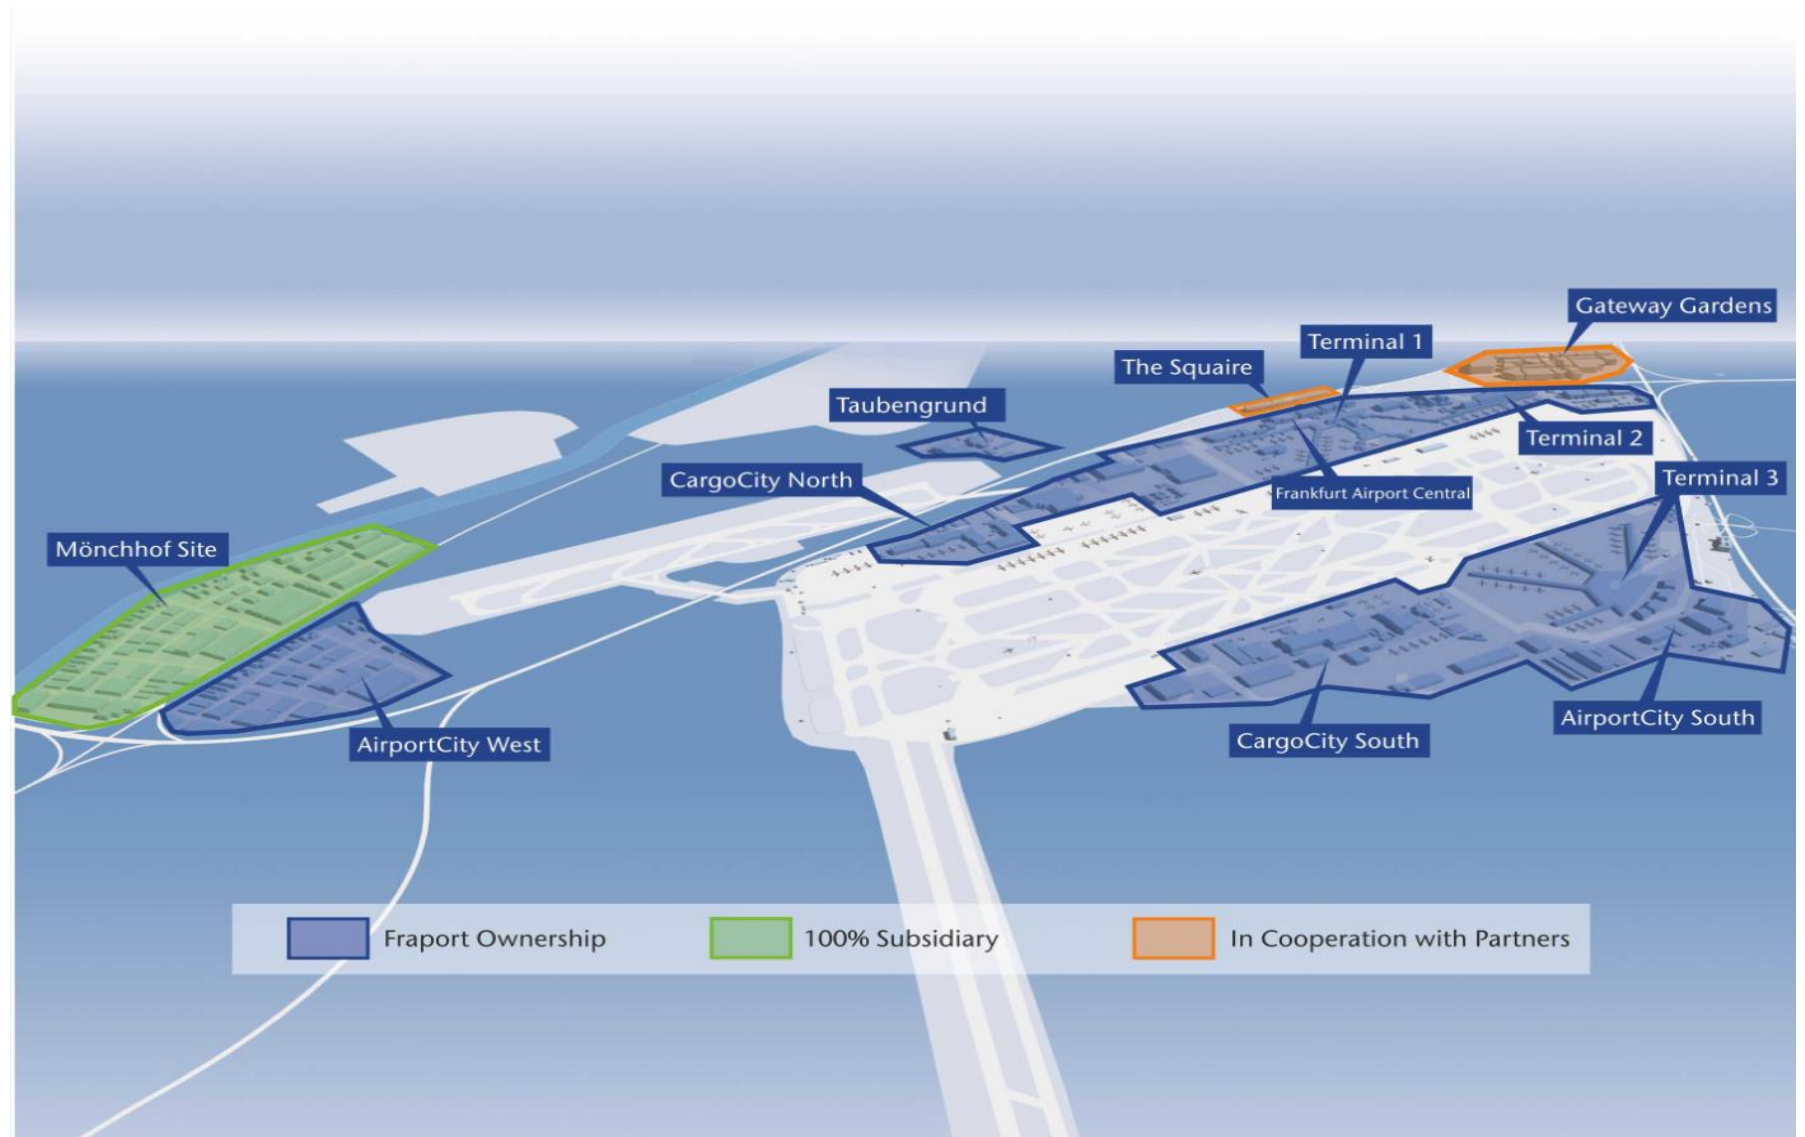 Gateway Gardens
Terminal 1
The Squaire
Taubengrund
Terminal 2
CargoCity North
Terminal 3
Frankfurt Airport Central
Mönchhof Site
AirportCity South
CargoCity South
AirportCity West
Fraport Ownership
100% Subsidiary
In Cooperation with Partners